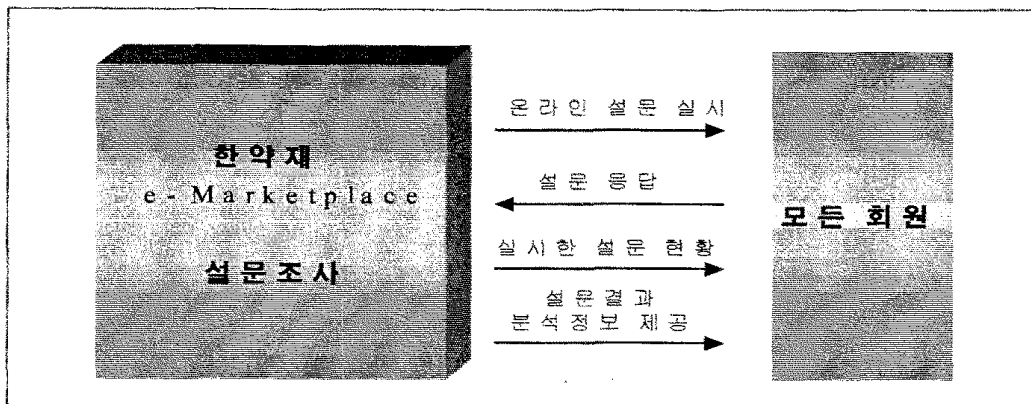 한약재
e-Marketplace
설문조사
온라인 설문 실시
설문 응답
실시한 설문 현황
설문결과
분석정보 제공
모든 회원